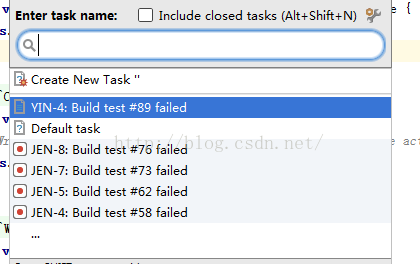 Enter task name: Include closed tasks (Alt+Shift+N)
Create New Task ''
YIN-4: Build test #89 failed
Default task
http://blog.csdn.net/
JEN-8: Build test #76 failed
JEN-7: Build test #73 failed
JEN-5: Build test #62 failed
JEN-4: Build test #58 failed
...